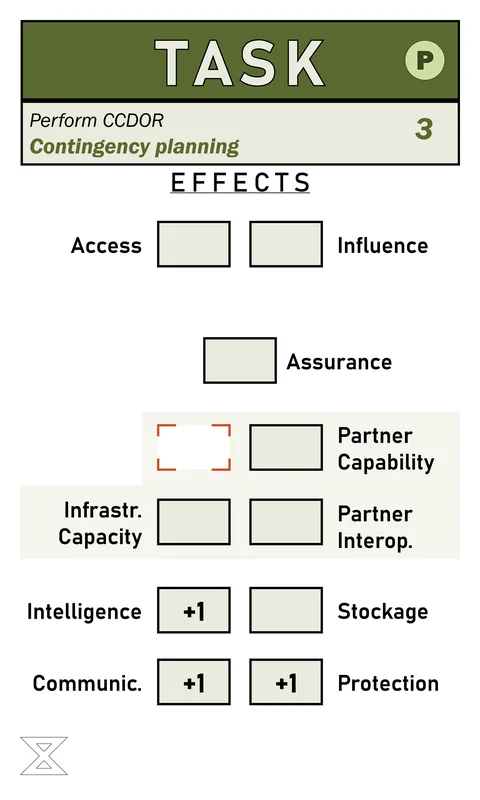 TASK P
Perform CCDOR
Contingency planning 3
EFFECTS
Access Influence
Assurance
Partner
Capability
Infrastr.
Capacity
Partner
Interop.
Intelligence +1 Stockage
Communic. +1 +1 Protection